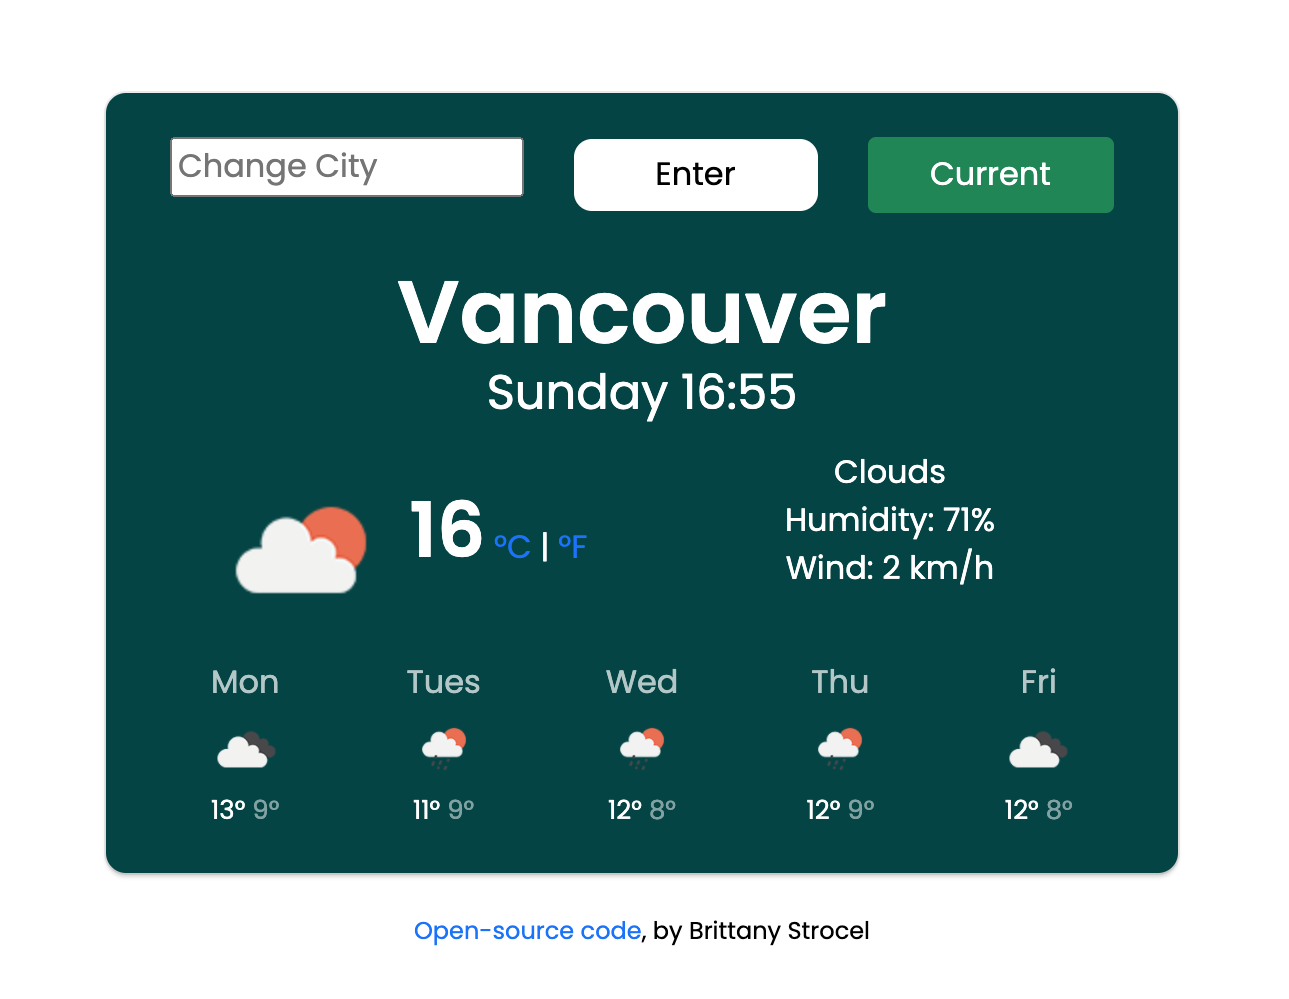 Change City
Enter
Current
Vancouver
Sunday 16:55
16 °C | °F
Clouds
Humidity: 71%
Wind: 2 km/h
Mon Tues Wed Thu Fri
13° 9° 11° 9° 12° 8° 12° 9° 12° 8°
Open-source code, by Brittany Strocel